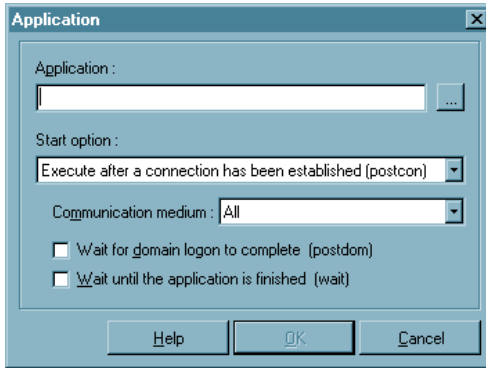 Application
Application :
...
Start option :
Execute after a connection has been established (postcon)
Communication medium : All
Wait for domain logon to complete (postdom)
Wait until the application is finished (wait)
Help OK Cancel